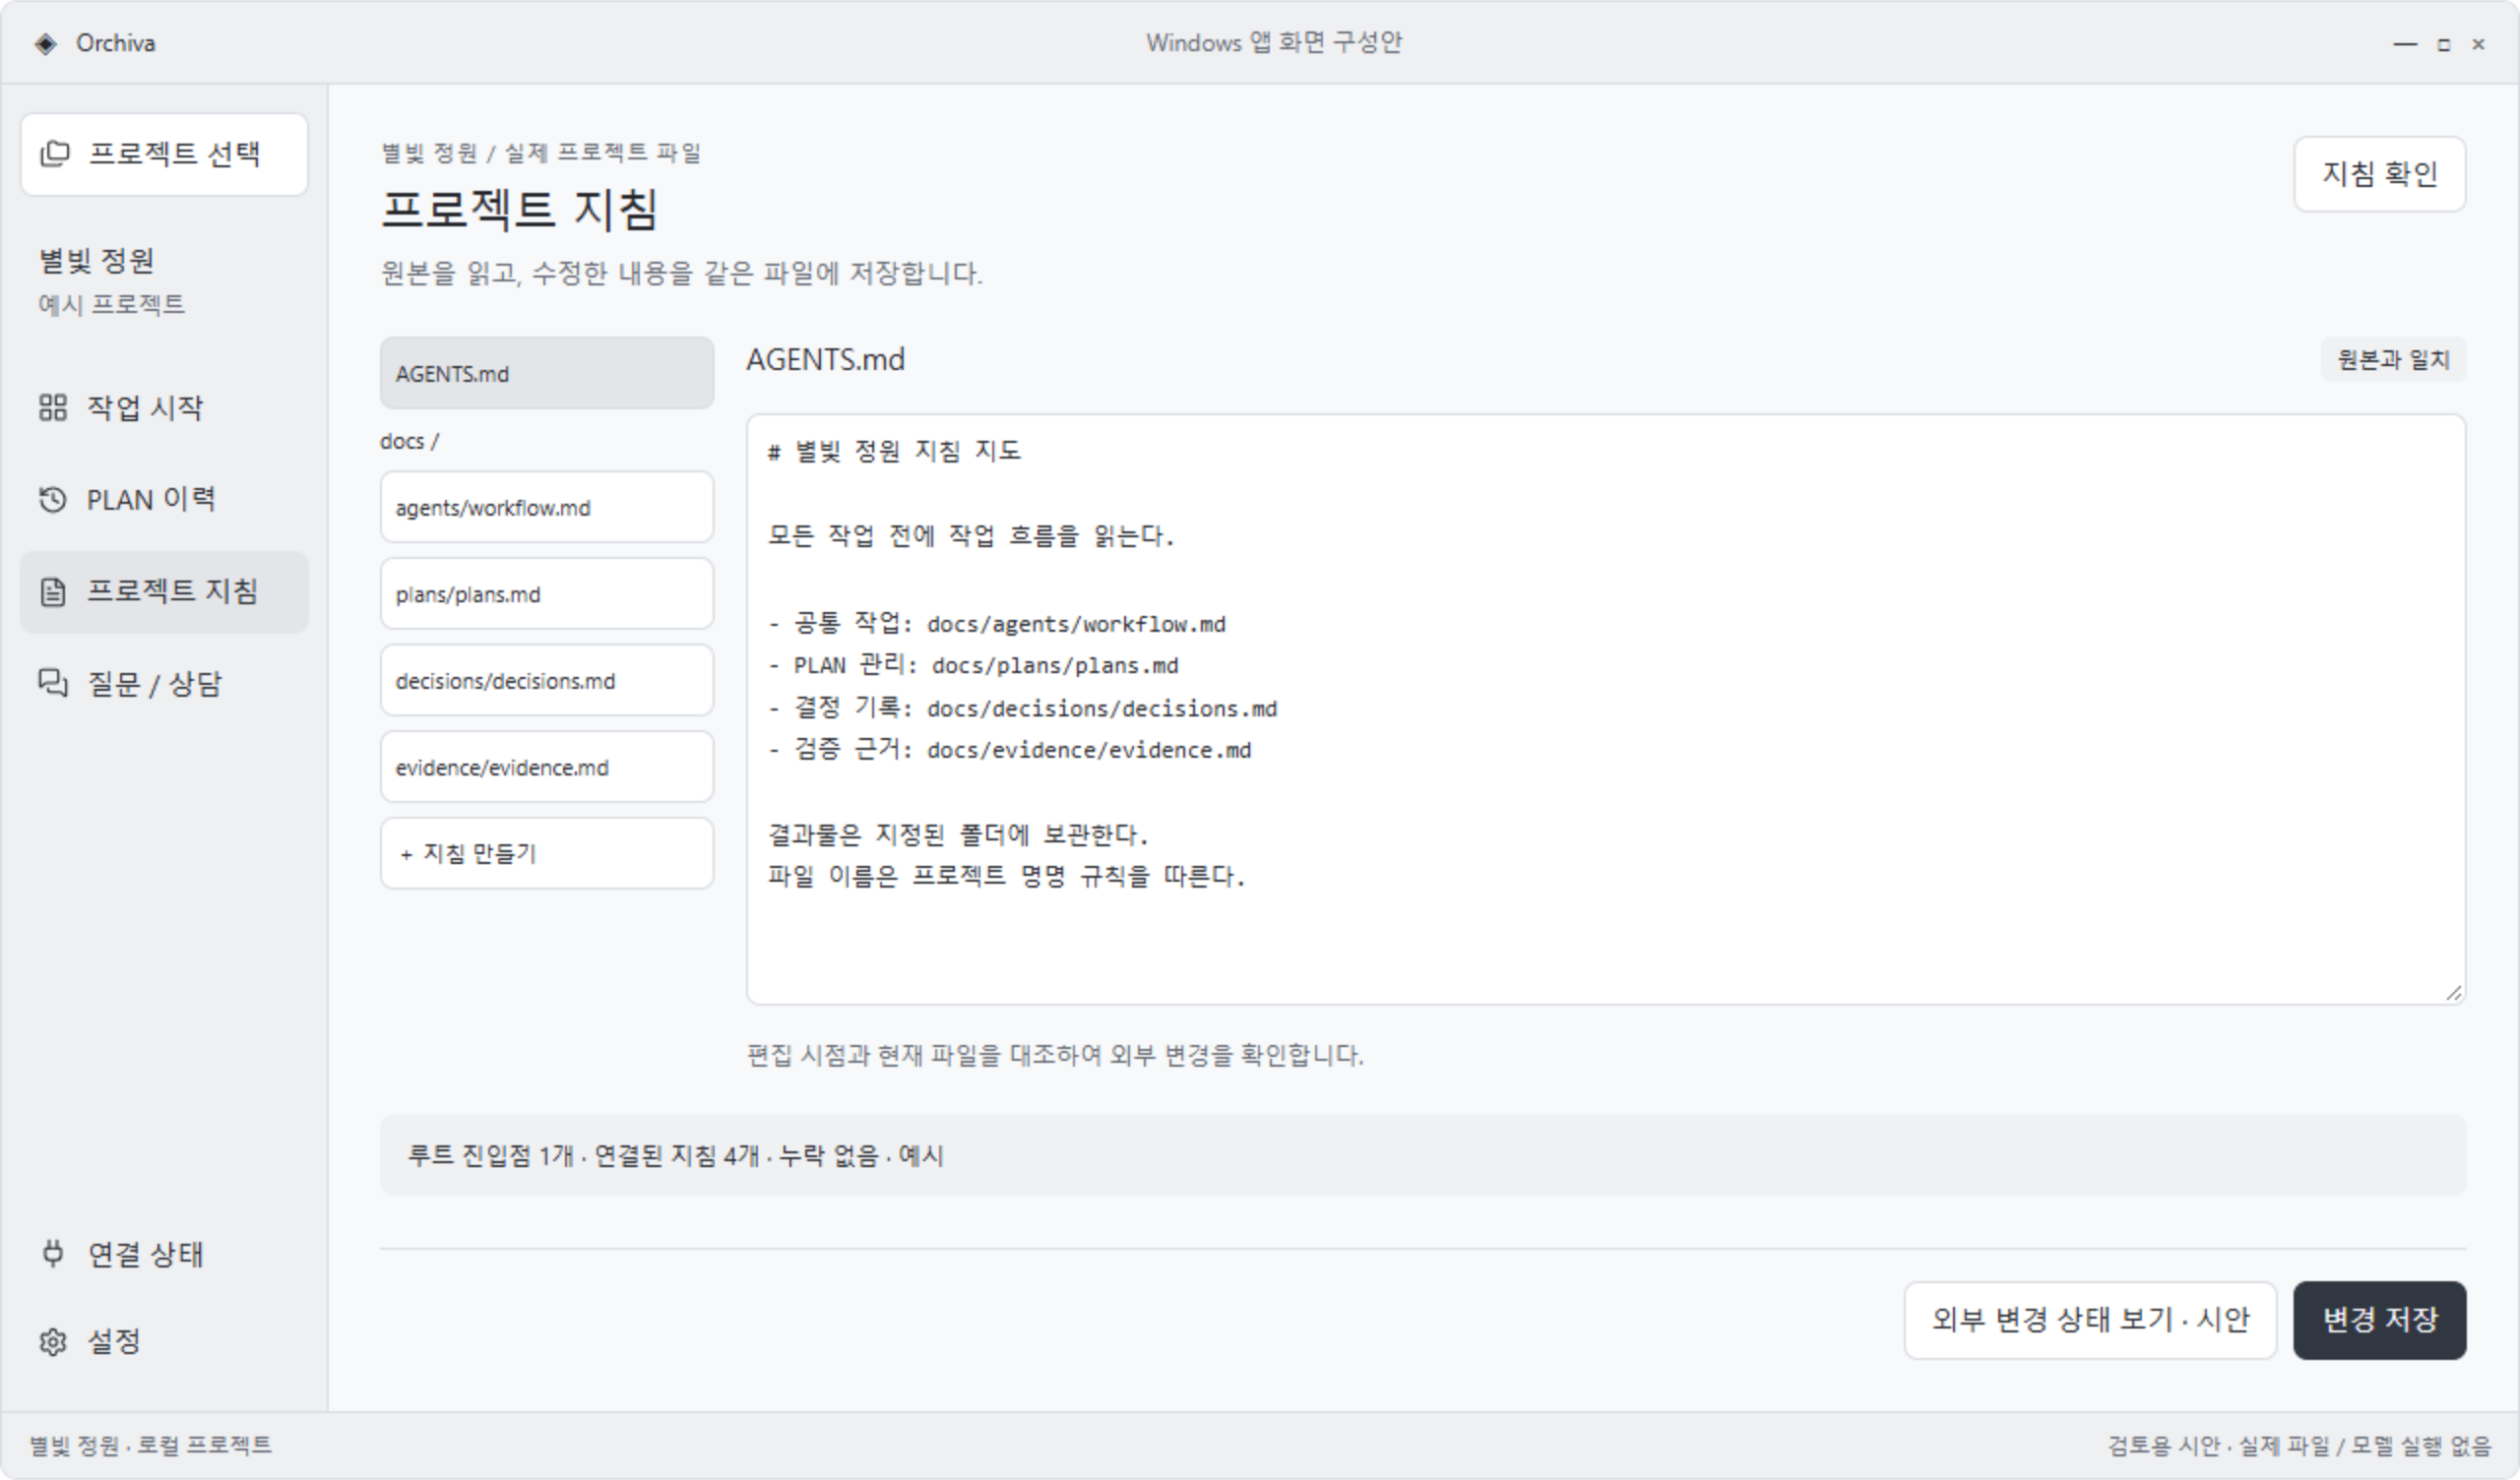 Orchiva
Windows 앱 화면 구성안
프로젝트 선택
별빛 정원
예시 프로젝트
작업 시작
PLAN 이력
프로젝트 지침
질문 / 상담
연결 상태
설정
별빛 정원 / 실제 프로젝트 파일
프로젝트 지침
원본을 읽고, 수정한 내용을 같은 파일에 저장합니다.
지침 확인
AGENTS.md
docs /
agents/workflow.md
plans/plans.md
decisions/decisions.md
evidence/evidence.md
+ 지침 만들기
AGENTS.md
원본과 일치
# 별빛 정원 지침 지도
모든 작업 전에 작업 흐름을 읽는다.
- 공통 작업: docs/agents/workflow.md
- PLAN 관리: docs/plans/plans.md
- 결정 기록: docs/decisions/decisions.md
- 검증 근거: docs/evidence/evidence.md
결과물은 지정된 폴더에 보관한다.
파일 이름은 프로젝트 명명 규칙을 따른다.
편집 시점과 현재 파일을 대조하여 외부 변경을 확인합니다.
루트 진입점 1개 · 연결된 지침 4개 · 누락 없음 · 예시
외부 변경 상태 보기 · 시안
변경 저장
별빛 정원 · 로컬 프로젝트
검토용 시안 · 실제 파일 / 모델 실행 없음